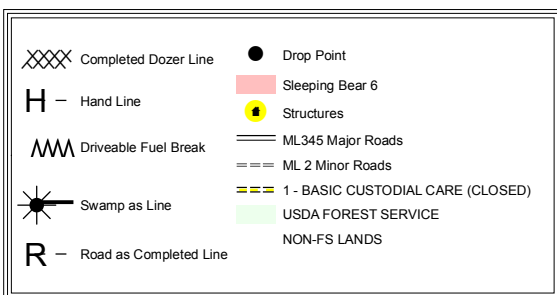 Completed Dozer Line
H – Hand Line
Driveable Fuel Break
Swamp as Line
R – Road as Completed Line
Drop Point
Sleeping Bear 6
Structures
ML345 Major Roads
ML 2 Minor Roads
1 - BASIC CUSTODIAL CARE (CLOSED)
USDA FOREST SERVICE
NON-FS LANDS